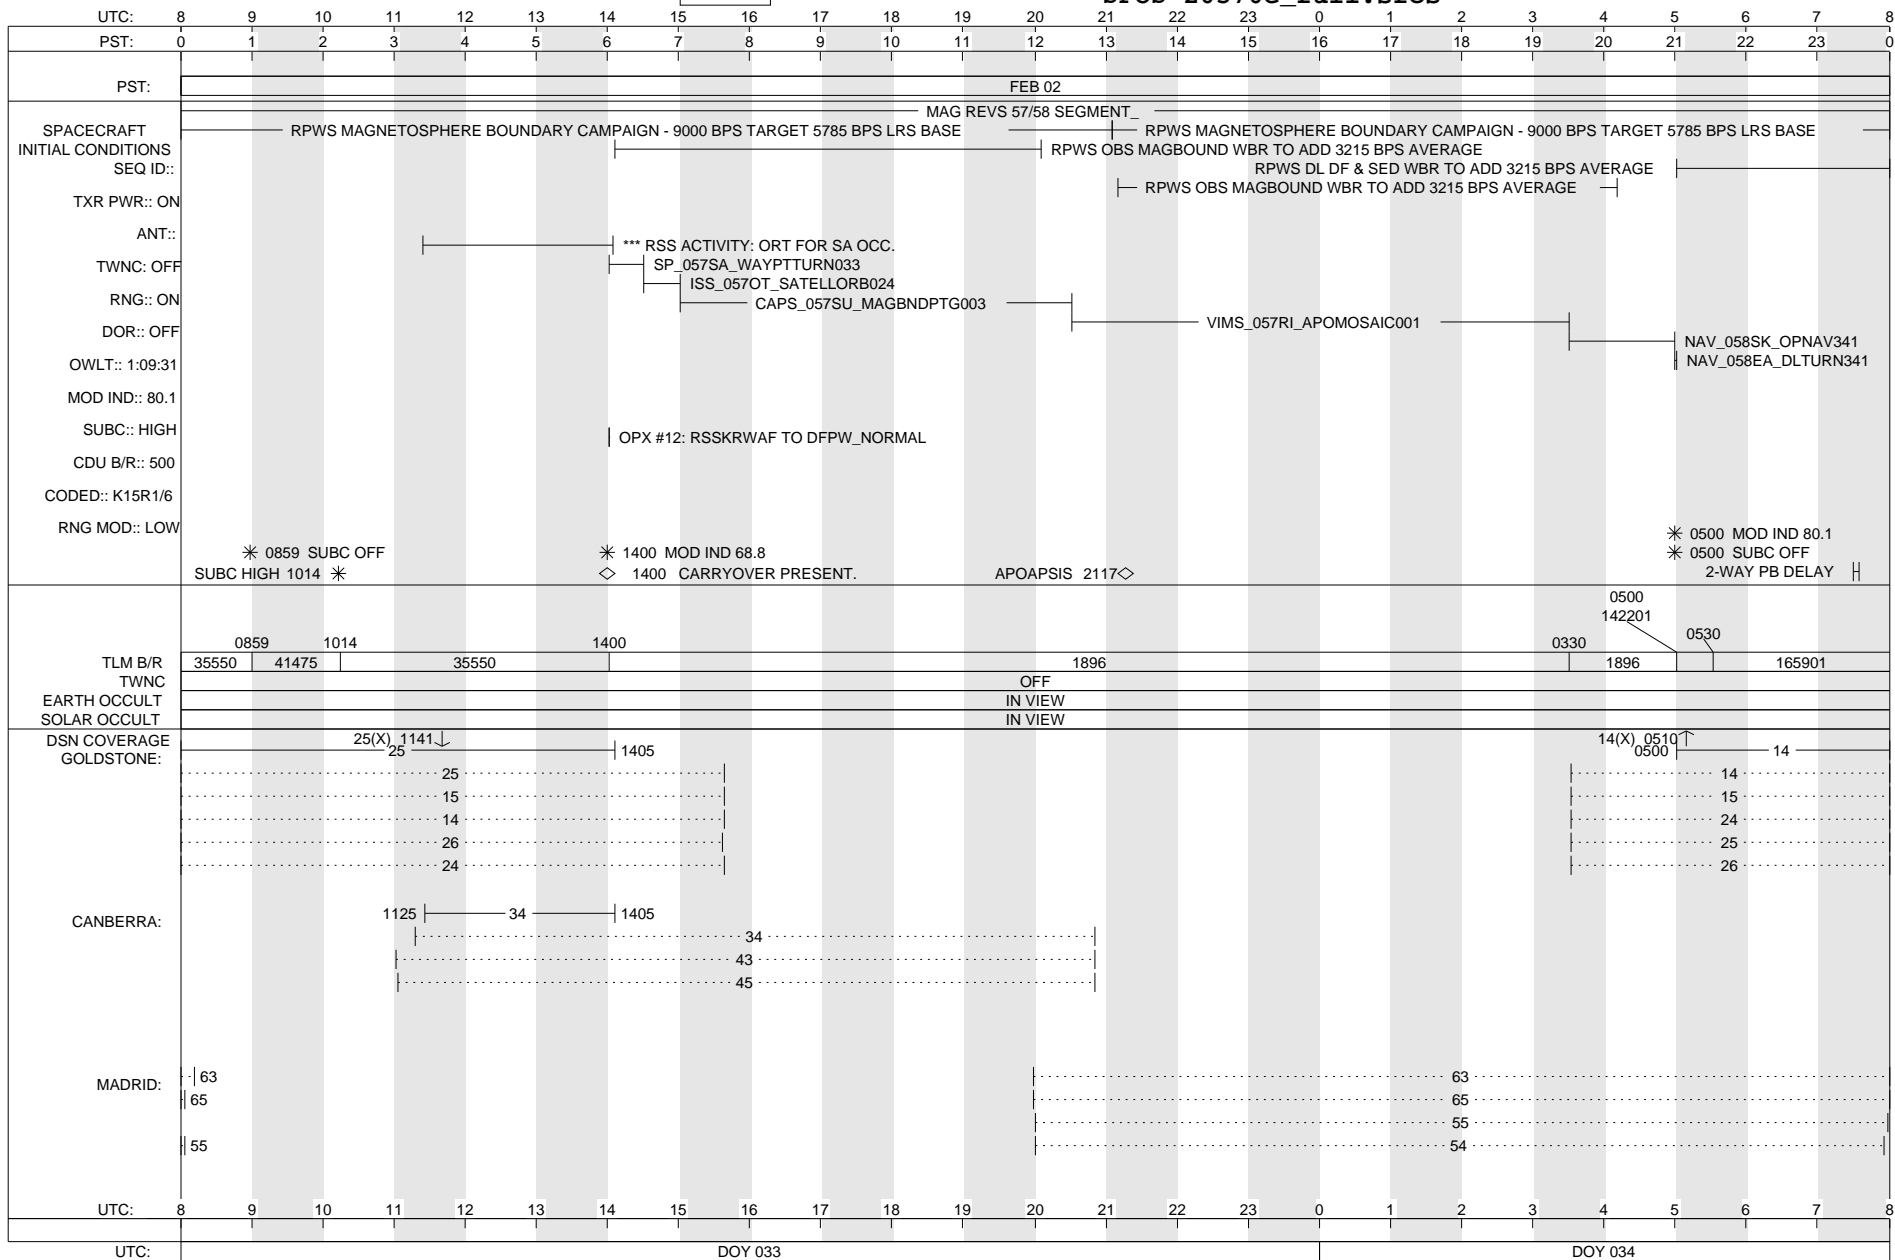 UTC: 8 9 10 11 12 13 14 15 16 17 18 19 20 21 22 23 0 1 2 3 4 5 6 7 8
PST: 0 1 2 3 4 5 6 7 8 9 10 11 12 13 14 15 16 17 18 19 20 21 22 23 0
PST: FEB 02
MAG REVS 57/58 SEGMENT_
SPACECRAFT
INITIAL CONDITIONS
RPWS MAGNETOSPHERE BOUNDARY CAMPAIGN - 9000 BPS TARGET 5785 BPS LRS BASE
RPWS MAGNETOSPHERE BOUNDARY CAMPAIGN - 9000 BPS TARGET 5785 BPS LRS BASE
RPWS OBS MAGBOUND WBR TO ADD 3215 BPS AVERAGE
SEQ ID::
RPWS DL DF & SED WBR TO ADD 3215 BPS AVERAGE
RPWS OBS MAGBOUND WBR TO ADD 3215 BPS AVERAGE
TXR PWR:: ON
ANT::
*** RSS ACTIVITY: ORT FOR SA OCC.
TWNC: OFF
SP_057SA_WAYPTTURN033
ISS_057OT_SATELLORB024
RNG:: ON
CAPS_057SU_MAGBNDPTG003
VIMS_057RI_APOMOSAIC001
DOR:: OFF
NAV_058SK_OPNAV341
OWLT:: 1:09:31
NAV_058EA_DLTURN341
MOD IND:: 80.1
SUBC:: HIGH
OPX #12: RSSKRWAF TO DFPW_NORMAL
CDU B/R:: 500
CODED:: K15R1/6
RNG MOD:: LOW
0500 MOD IND 80.1
0859 SUBC OFF
1400 MOD IND 68.8
0500 SUBC OFF
SUBC HIGH 1014
1400 CARRYOVER PRESENT.
APOAPSIS 2117
2-WAY PB DELAY
0500
142201
0859 1014 1400 0330 0530
TLM B/R 35550 41475 35550 1896 1896 165901
TWNC OFF
EARTH OCCULT IN VIEW
SOLAR OCCULT IN VIEW
DSN COVERAGE
25(X) 1141
14(X) 0510
GOLDSTONE: 25 1405 0500 14
25 14
15 15
14 24
26 25
24 26
CANBERRA: 1125 34 1405
34
43
45
MADRID: 63 63
65 65
55
55 54
UTC: 8 9 10 11 12 13 14 15 16 17 18 19 20 21 22 23 0 1 2 3 4 5 6 7 8
UTC: DOY 033 DOY 034